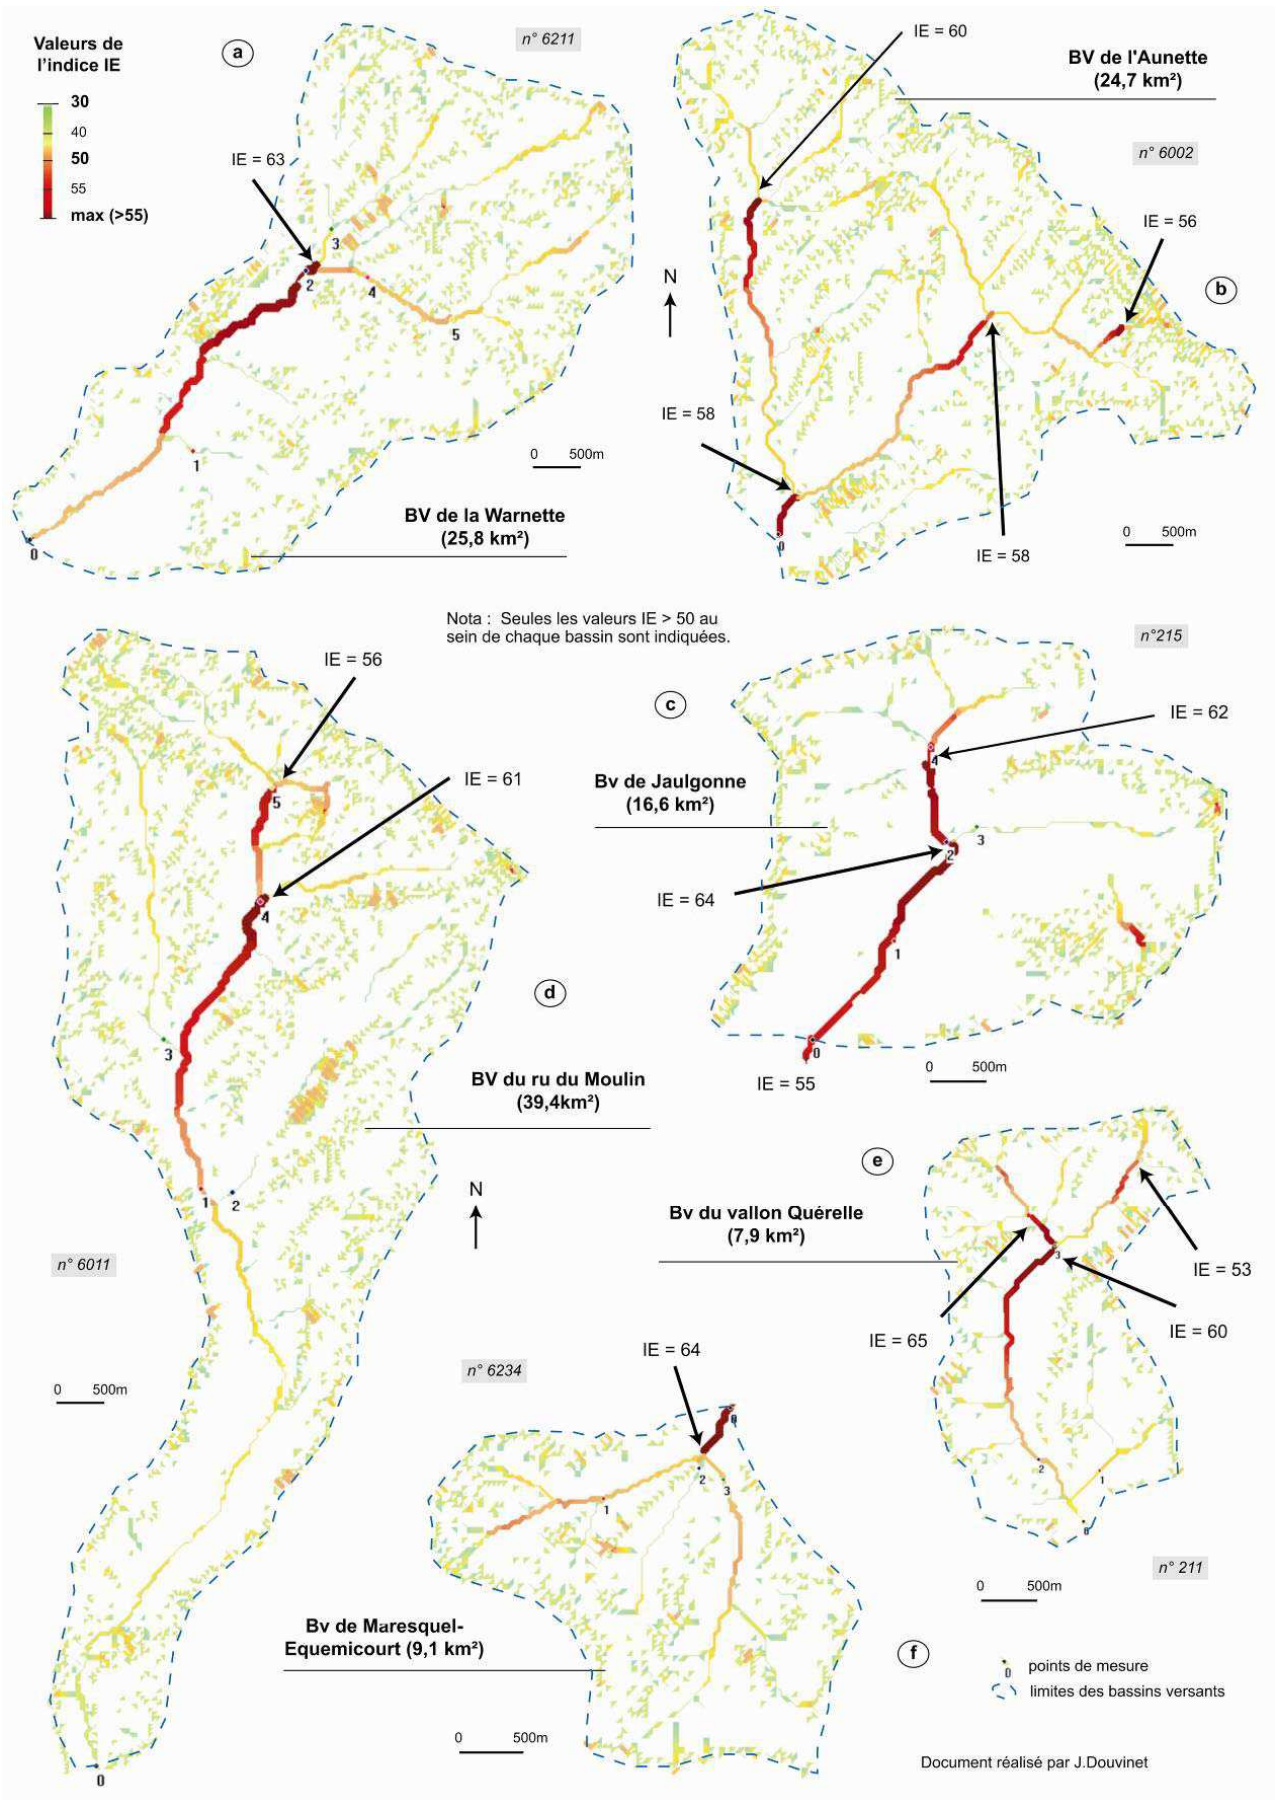 Valeurs de
l'indice IE
30
40
50
55
max (>55)
a
n° 6211
IE = 63
3
2
4
5
1
0
0 500m
BV de la Warnette
(25,8 km²)
IE = 60
BV de l'Aunette
(24,7 km²)
n° 6002
IE = 56
b
N
IE = 58
0
IE = 58
0 500m
Nota : Seules les valeurs IE > 50 au
sein de chaque bassin sont indiquées.
IE = 56
IE = 61
5
4
3
d
BV du ru du Moulin
(39,4km²)
1
2
N
n° 6011
0 500m
0
n°215
c
IE = 62
Bv de Jaulgonne
(16,6 km²)
4
3
2
IE = 64
1
0
IE = 55
0 500m
e
Bv du vallon Quérelle
(7,9 km²)
3
IE = 53
IE = 60
IE = 65
2
1
0
n° 211
0 500m
n° 6234
IE = 64
0
2
3
1
Bv de Maresquel-
Equemicourt (9,1 km²)
0 500m
f
0 points de mesure
limites des bassins versants
Document réalisé par J.Douvinet